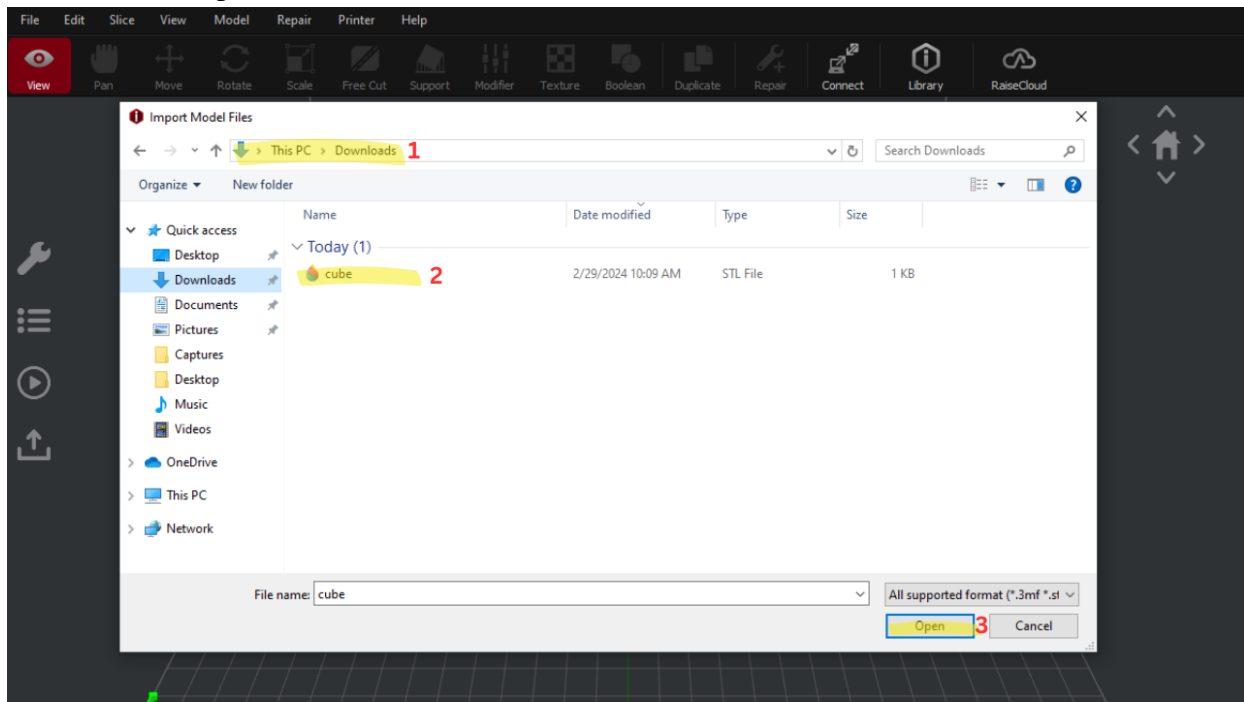 File Edit Slice View Model Repair Printer Help
View Pan Move Rotate Scale Free Cut Support Modifier Texture Boolean Duplicate Repair Connect Library RaiseCloud
Import Model Files
This PC > Downloads 1 Search Downloads
Organize New folder
Name Date modified Type Size
Quick access
Desktop
Today (1)
Downloads
cube 2 2/29/2024 10:09 AM STL File 1 KB
Documents
Pictures
Captures
Desktop
Music
Videos
OneDrive
This PC
Network
File name: cube All supported format (*.3mf *.st
Open 3 Cancel